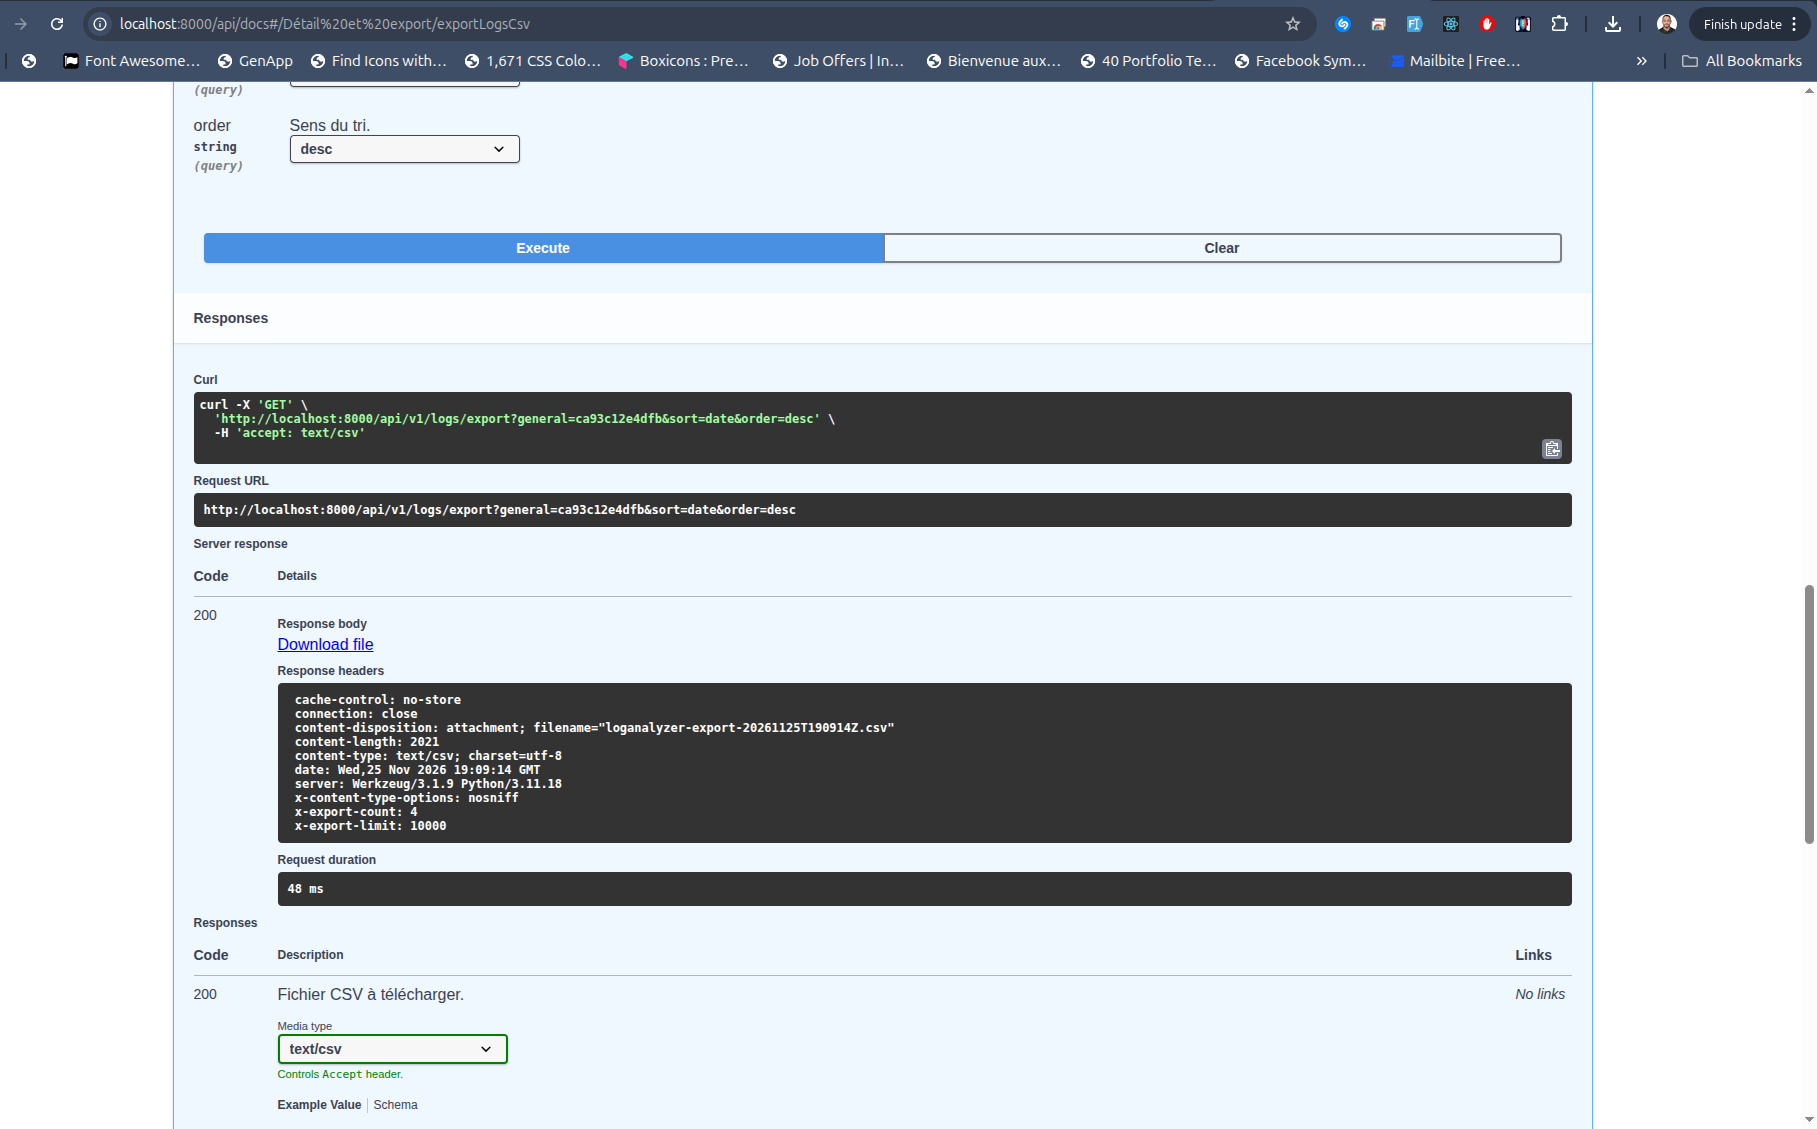 localhost:8000/api/docs#/Détail%20et%20export/exportLogsCsv
Finish update
Font Awesome...
GenApp
Find Icons with...
1,671 CSS Colo...
Boxicons : Pre...
Job Offers | In...
Bienvenue aux...
40 Portfolio Te...
Facebook Sym...
Mailbite | Free...
»
All Bookmarks
(query)
order
Sens du tri.
string
desc
(query)
Execute
Clear
Responses
Curl
curl -X 'GET' \
'http://localhost:8000/api/v1/logs/export?general=ca93c12e4dfb&sort=date&order=desc' \
-H 'accept: text/csv'
Request URL
http://localhost:8000/api/v1/logs/export?general=ca93c12e4dfb&sort=date&order=desc
Server response
Code
Details
200
Response body
Download file
Response headers
cache-control: no-store
connection: close
content-disposition: attachment; filename="loganalyzer-export-20261125T190914Z.csv"
content-length: 2021
content-type: text/csv; charset=utf-8
date: Wed,25 Nov 2026 19:09:14 GMT
server: Werkzeug/3.1.9 Python/3.11.18
x-content-type-options: nosniff
x-export-count: 4
x-export-limit: 10000
Request duration
48 ms
Responses
Code
Description
Links
200
Fichier CSV à télécharger.
No links
Media type
text/csv
Controls Accept header.
Example Value
Schema